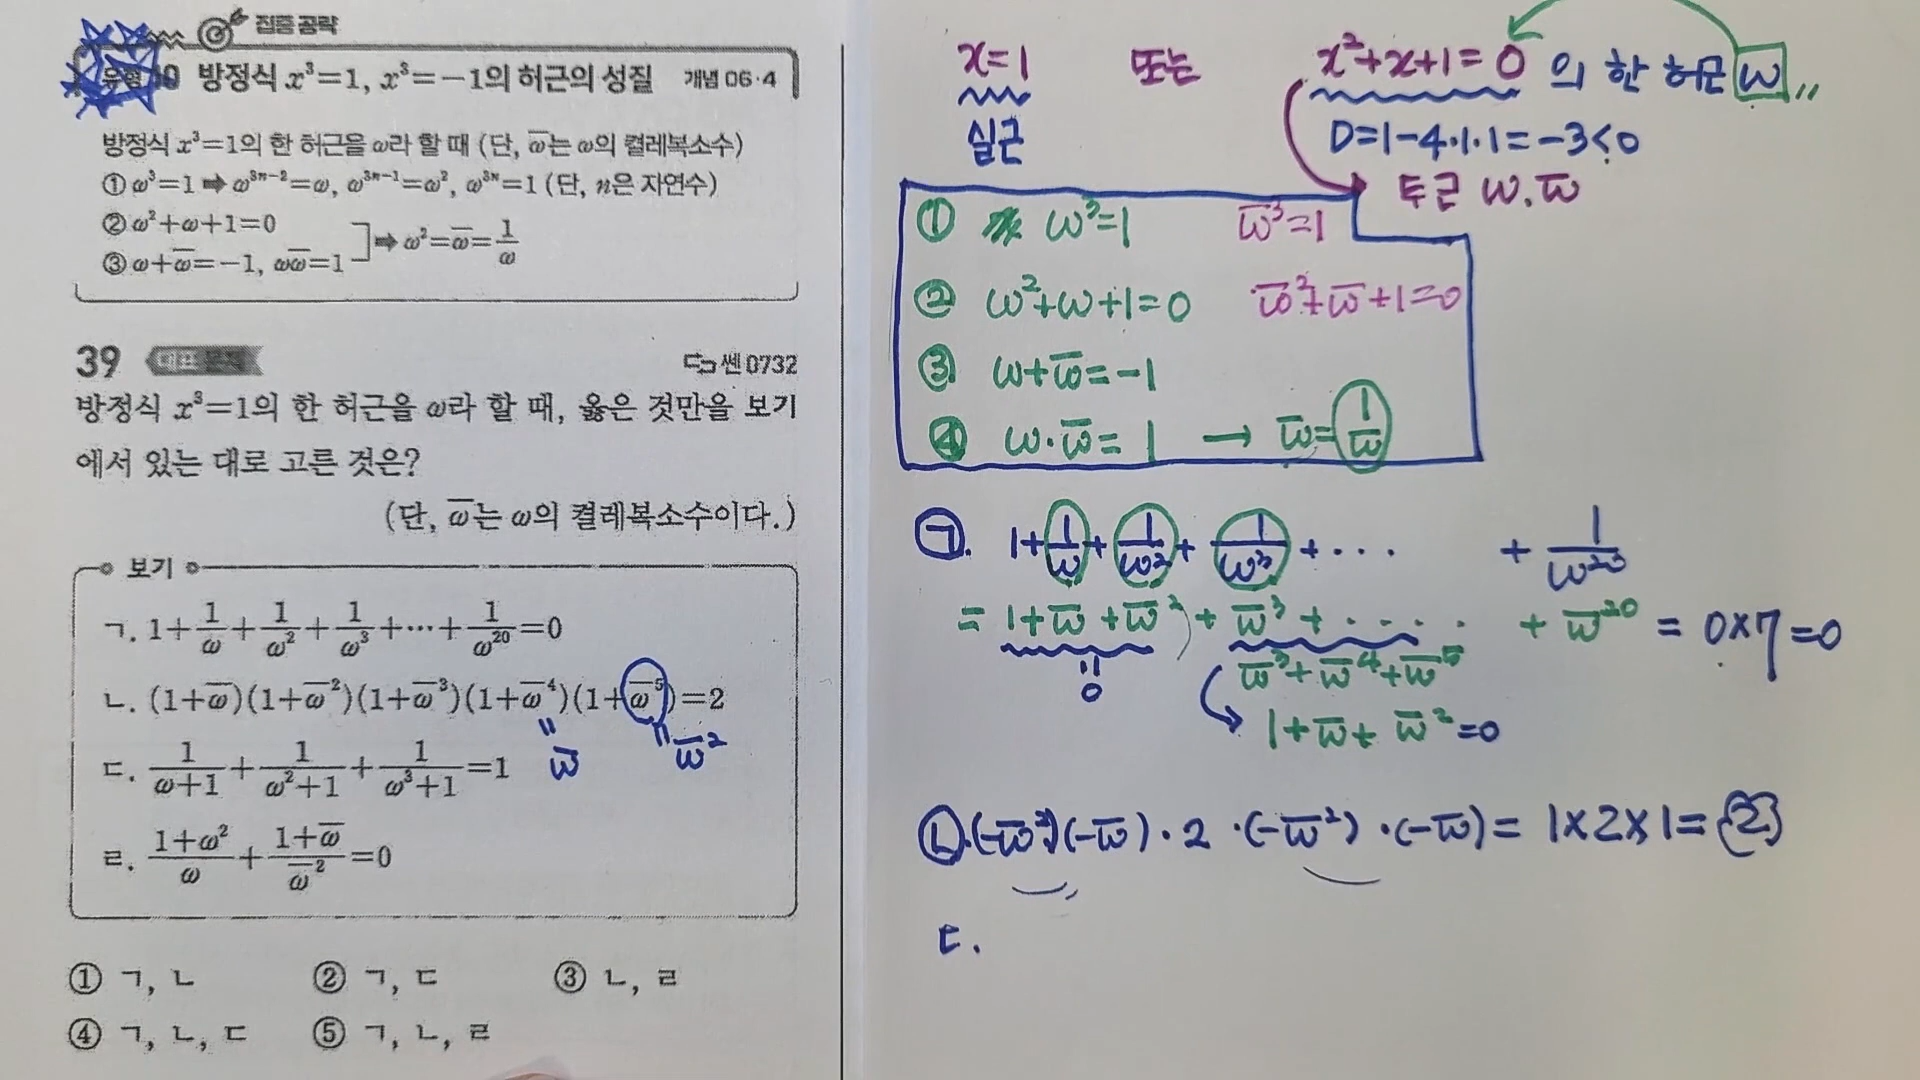 집중 공략
유형 10 방정식 x³=1, x³=−1의 허근의 성질 개념 06·4
방정식 x³=1의 한 허근을 ω라 할 때 (단, ω̅는 ω의 켤레복소수)
① ω³=1 ➡ ω³ⁿ⁻²=ω, ω³ⁿ⁻¹=ω², ω³ⁿ=1 (단, n은 자연수)
② ω²+ω+1=0
③ ω+ω̅=−1, ωω̅=1 ➡ ω²=ω̅=1/ω
39 대표 문제 쎈 0732
방정식 x³=1의 한 허근을 ω라 할 때, 옳은 것만을 보기
에서 있는 대로 고른 것은?
(단, ω̅는 ω의 켤레복소수이다.)
보기
ㄱ. 1+1/ω+1/ω²+1/ω³+⋯+1/ω²⁰=0
ㄴ. (1+ω̅)(1+ω̅²)(1+ω̅³)(1+ω̅⁴)(1+ω̅⁵)=2
= ω̅ = ω̅²
ㄷ. 1/(ω+1)+1/(ω²+1)+1/(ω³+1)=1
ㄹ. (1+ω²)/ω+(1+ω̅)/ω̅²=0
① ㄱ, ㄴ ② ㄱ, ㄷ ③ ㄴ, ㄹ
④ ㄱ, ㄴ, ㄷ ⑤ ㄱ, ㄴ, ㄹ
x=1 또는 x²+x+1=0 의 한 허근 ω
실근 D=1-4·1·1=-3<0
두근 ω, ω̅
① ω³=1 ω̅³=1
② ω²+ω+1=0 ω̅²+ω̅+1=0
③ ω+ω̅=-1
④ ω·ω̅=1 → ω̅=1/ω
ㄱ. 1+1/ω+1/ω²+1/ω³+⋯ +1/ω²⁰
=1+ω̅+ω̅²+ω̅³+⋯ +ω̅²⁰=0×7=0
= 0 ω̅³+ω̅⁴+ω̅⁵
1+ω̅+ω̅²=0
ㄴ. (-ω̅²)(-ω̅)·2·(-ω̅²)·(-ω̅)=1×2×1=2
ㄷ.